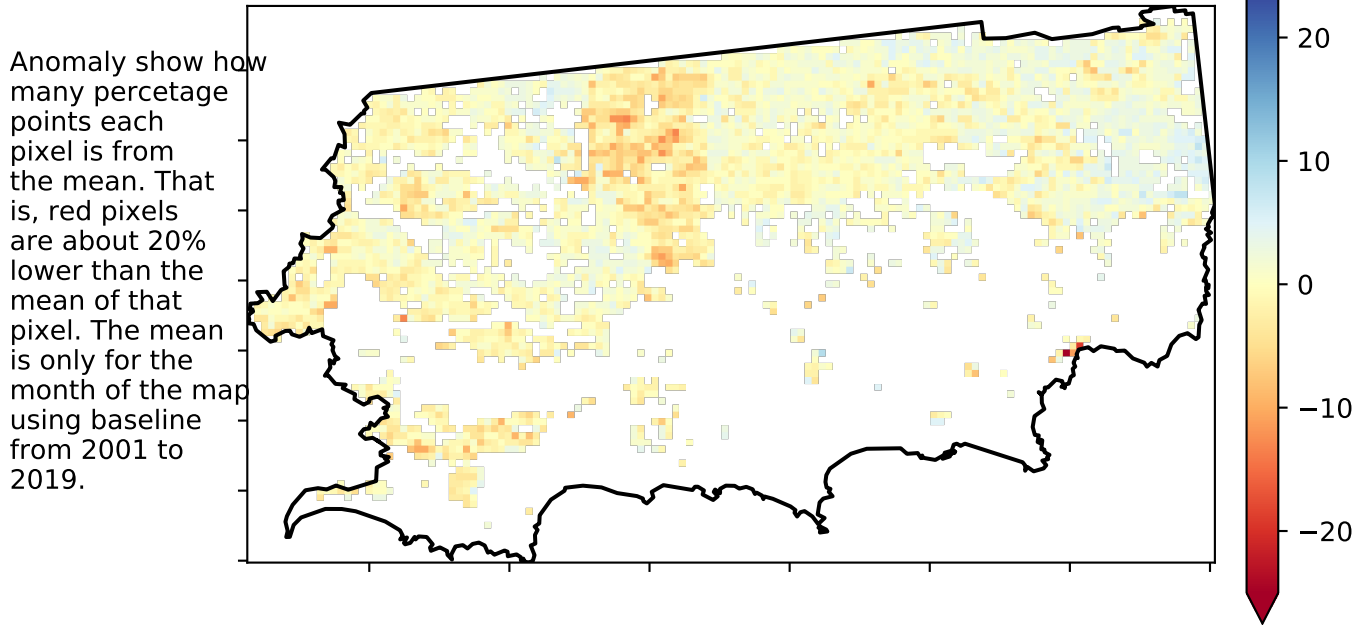 Anomaly show how
many percetage
points each
pixel is from
the mean. That
is, red pixels
are about 20%
lower than the
mean of that
pixel. The mean
is only for the
month of the map
using baseline
from 2001 to
2019.
20
10
0
−10
−20